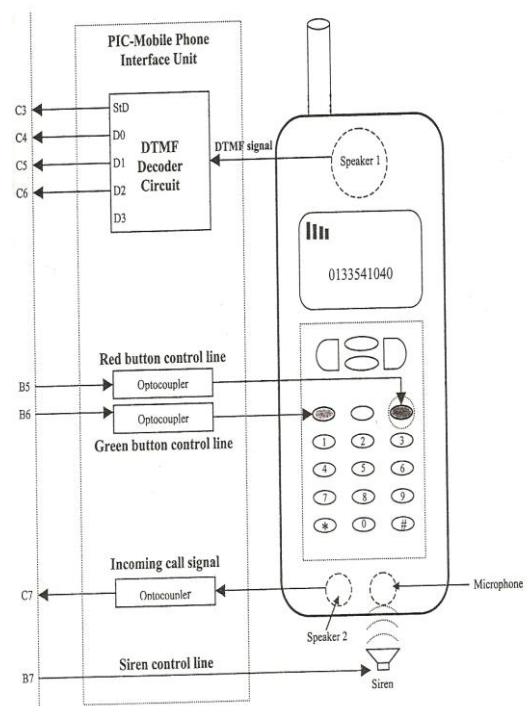 PIC-Mobile Phone
Interface Unit
C3
StD
C4
D0
C5
D1
C6
D2
D3
DTMF
Decoder
Circuit
DTMF signal
Speaker 1
0133541040
Red button control line
B5
Optocoupler
B6
Optocoupler
Green button control line
1 2 3
4 5 6
7 8 9
* 0 #
Incoming call signal
C7
Optocoupler
Microphone
Speaker 2
Siren control line
B7
Siren